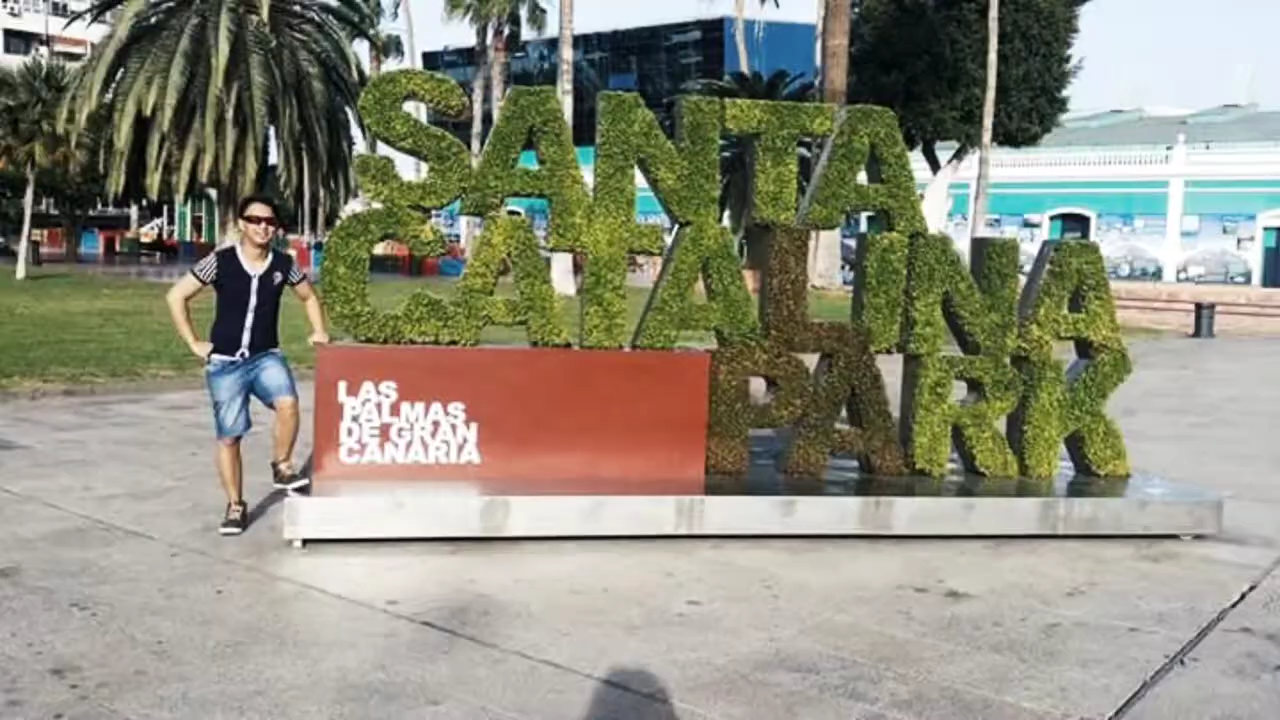 SANTA
CATALINA
PARK
LAS
PALMAS
DE GRAN
CANARIA